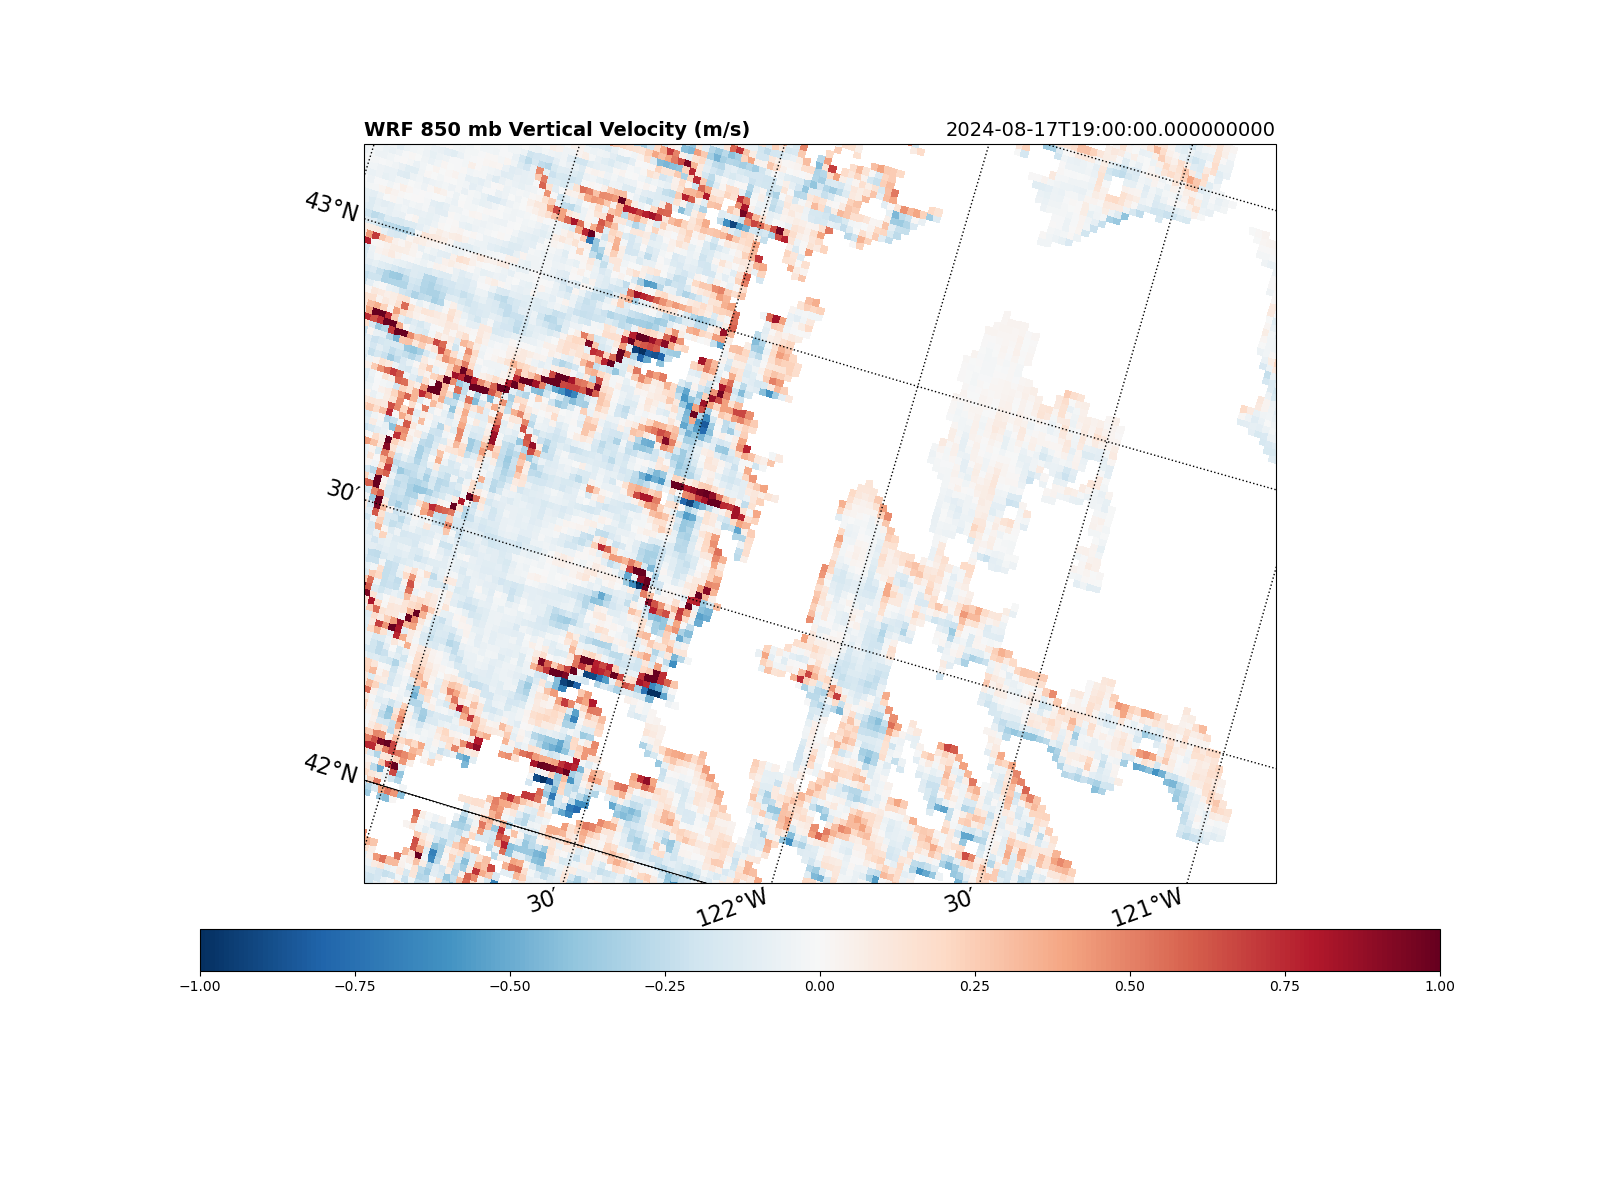 WRF 850 mb Vertical Velocity (m/s) 2024-08-17T19:00:00.000000000
43°N
30′
42°N
30′ 122°W 30′ 121°W
−1.00 −0.75 −0.50 −0.25 0.00 0.25 0.50 0.75 1.00